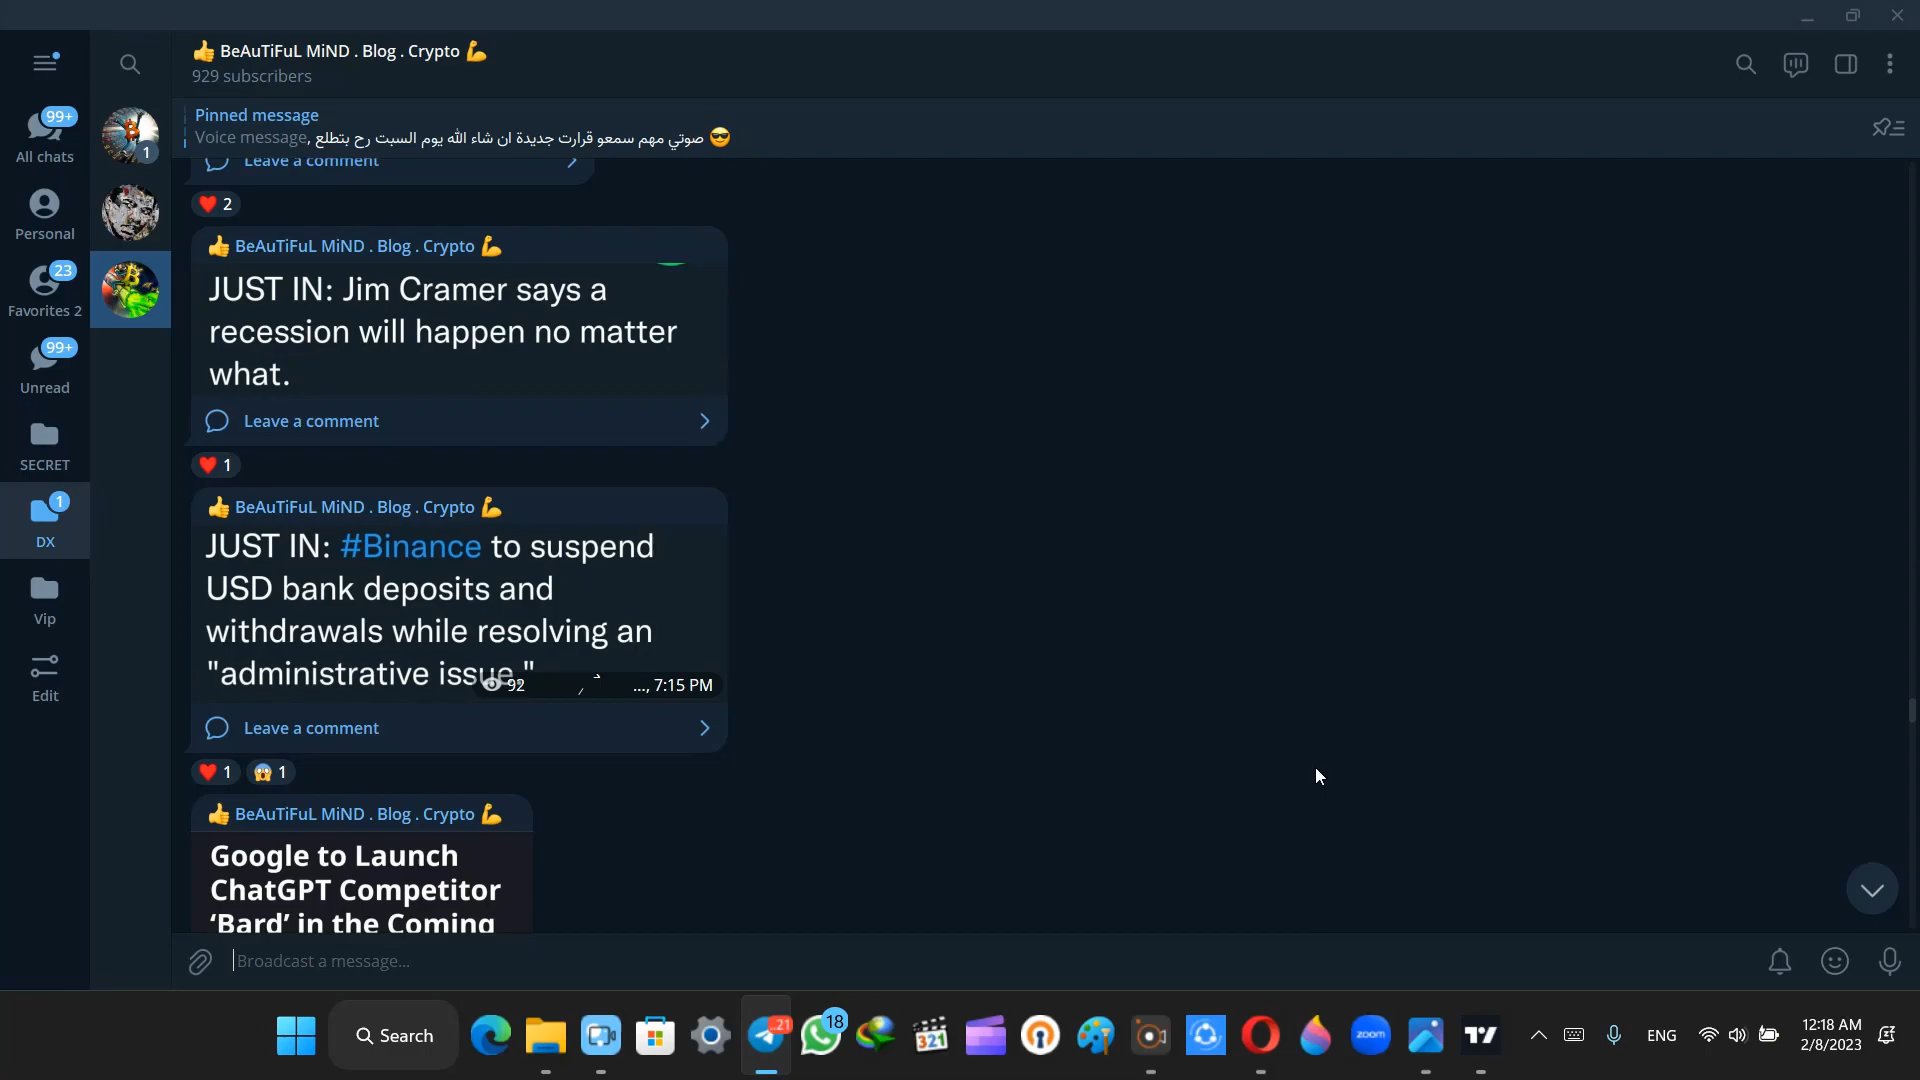 👍 BeAuTiFuL MiND . Blog . Crypto 💪
929 subscribers
Pinned message
Voice message, صوتي مهم سمعو قرارت جديدة ان شاء الله يوم السبت رح بتطلع 😎
99+
All chats
Personal
23
Favorites 2
99+
Unread
SECRET
1
DX
Vip
Edit
1
Leave a comment
❤️ 2
👍 BeAuTiFuL MiND . Blog . Crypto 💪
JUST IN: Jim Cramer says a
recession will happen no matter
what.
Leave a comment
❤️ 1
👍 BeAuTiFuL MiND . Blog . Crypto 💪
JUST IN: #Binance to suspend
USD bank deposits and
withdrawals while resolving an
"administrative issue."
92
..., 7:15 PM
Leave a comment
❤️ 1 😱 1
👍 BeAuTiFuL MiND . Blog . Crypto 💪
Google to Launch
ChatGPT Competitor
‘Bard’ in the Coming
Broadcast a message...
Search
..21
18
321
zoom
ENG
12:18 AM
2/8/2023